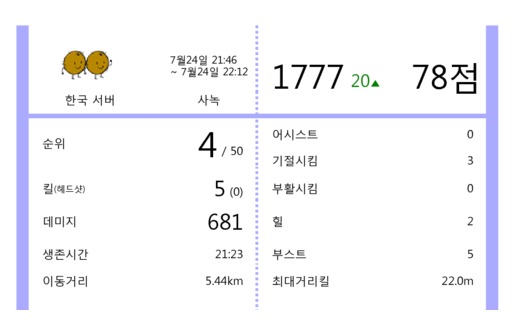 7월24일 21:46
~ 7월24일 22:12
한국 서버 사녹
1777 20▲ 78점
순위 4 / 50
킬(헤드샷) 5 (0)
데미지 681
생존시간 21:23
이동거리 5.44km
어시스트 0
기절시킴 3
부활시킴 0
힐 2
부스트 5
최대거리킬 22.0m